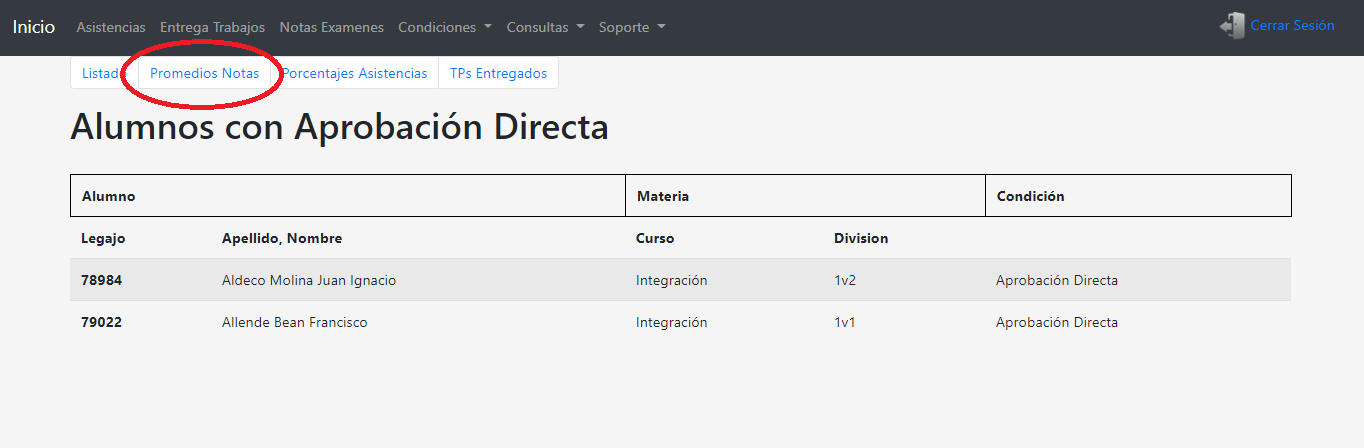 Inicio Asistencias Entrega Trabajos Notas Examenes Condiciones Consultas Soporte Cerrar Sesión
Listado Promedios Notas Porcentajes Asistencias TPs Entregados
Alumnos con Aprobación Directa
Alumno Materia Condición
Legajo Apellido, Nombre Curso Division
78984 Aldeco Molina Juan Ignacio Integración 1v2 Aprobación Directa
79022 Allende Bean Francisco Integración 1v1 Aprobación Directa